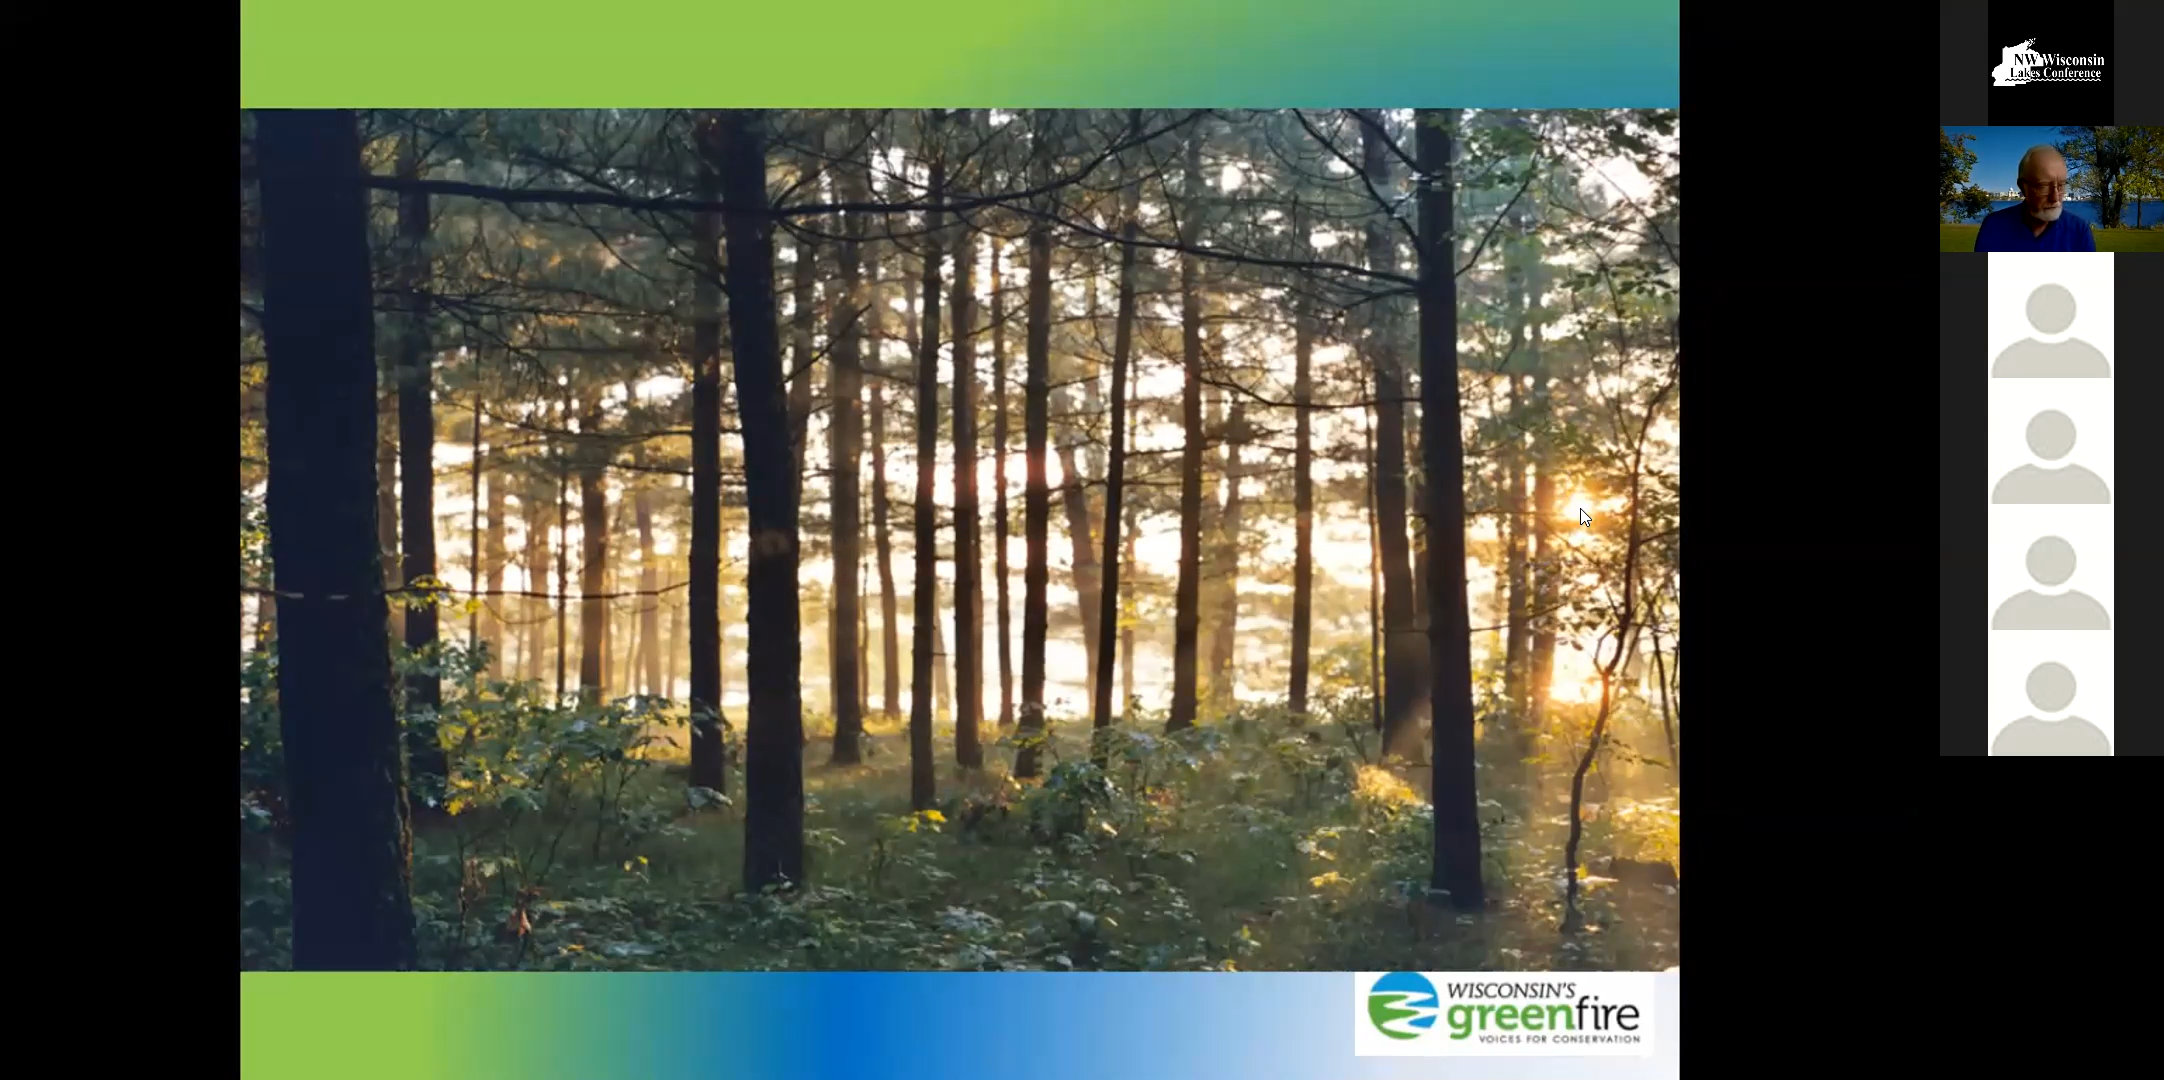 NW Wisconsin
Lakes Conference
WISCONSIN'S
greenfire
VOICES FOR CONSERVATION